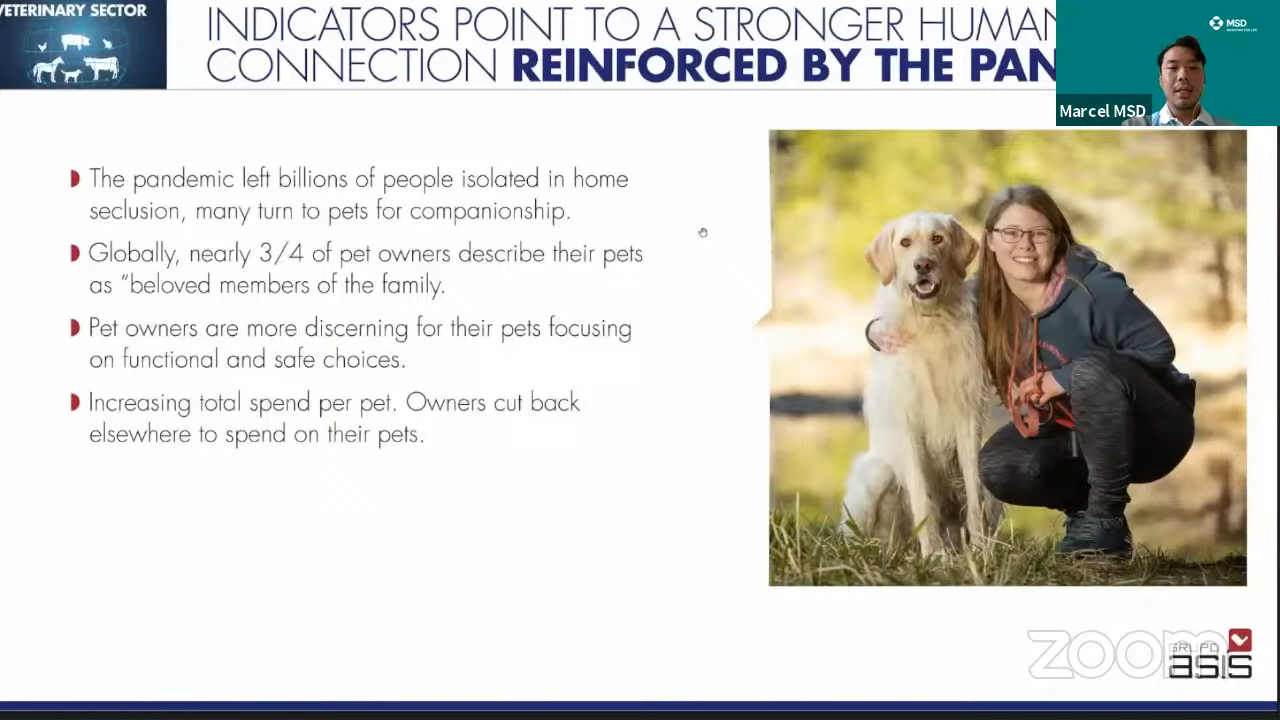 VETERINARY SECTOR
INDICATORS POINT TO A STRONGER HUMAN
CONNECTION REINFORCED BY THE PAN
MSD
Marcel MSD
The pandemic left billions of people isolated in home
seclusion, many turn to pets for companionship.
Globally, nearly 3/4 of pet owners describe their pets
as “beloved members of the family.
Pet owners are more discerning for their pets focusing
on functional and safe choices.
Increasing total spend per pet. Owners cut back
elsewhere to spend on their pets.
zoom
GRUPO
asís